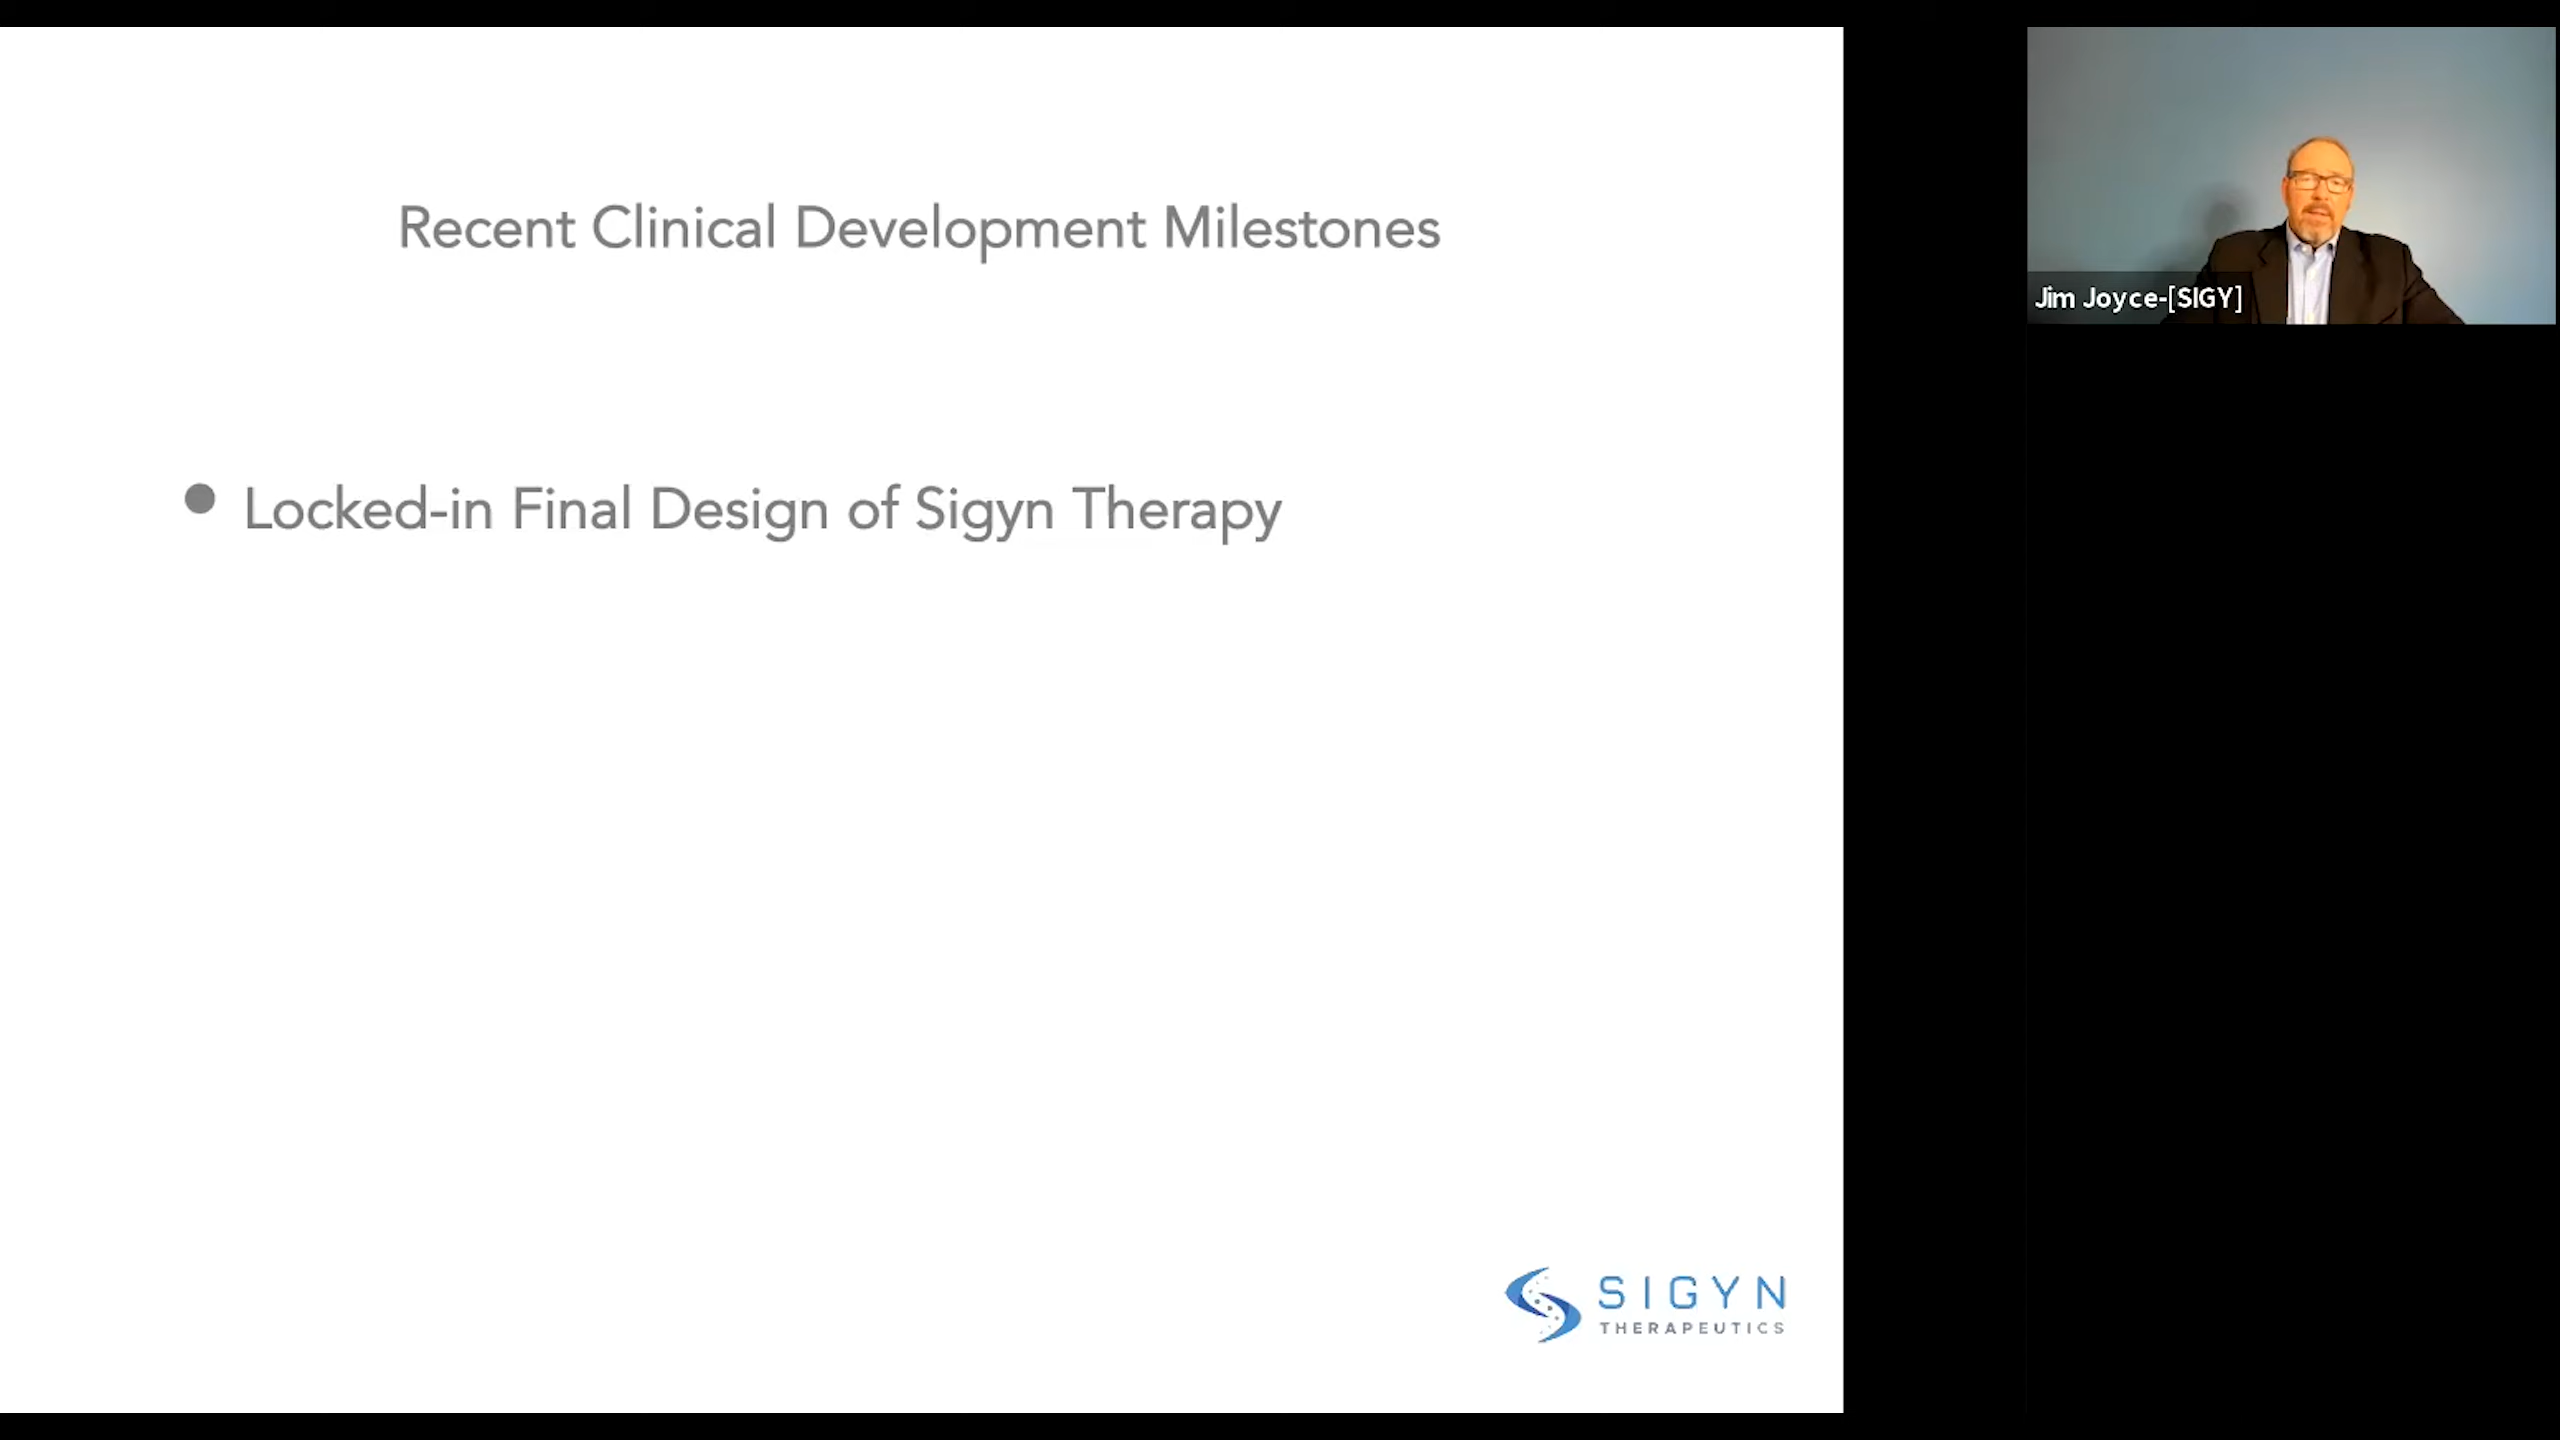 Recent Clinical Development Milestones
• Locked-in Final Design of Sigyn Therapy
SIGYN
THERAPEUTICS
Jim Joyce-[SIGY]